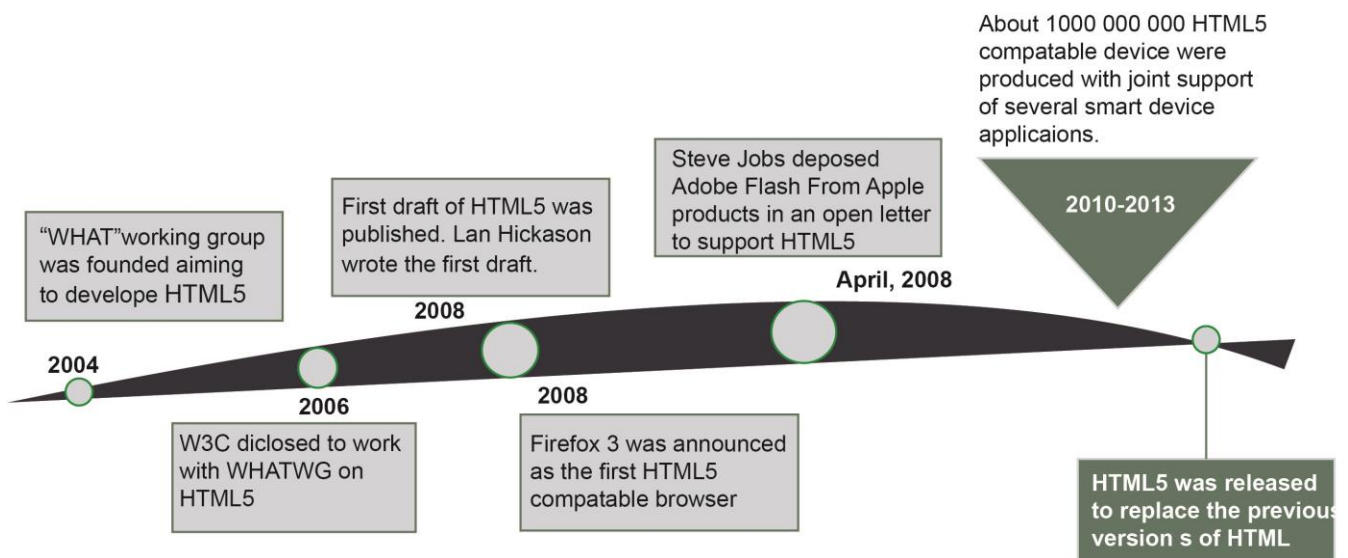 About 1000 000 000 HTML5
compatable device were
produced with joint support
of several smart device
applicaions.
2010-2013
Steve Jobs deposed
Adobe Flash From Apple
products in an open letter
to support HTML5
April, 2008
First draft of HTML5 was
published. Lan Hickason
wrote the first draft.
2008
“WHAT”working group
was founded aiming
to develope HTML5
2004
2006
W3C diclosed to work
with WHATWG on
HTML5
2008
Firefox 3 was announced
as the first HTML5
compatable browser
HTML5 was released
to replace the previous
version s of HTML